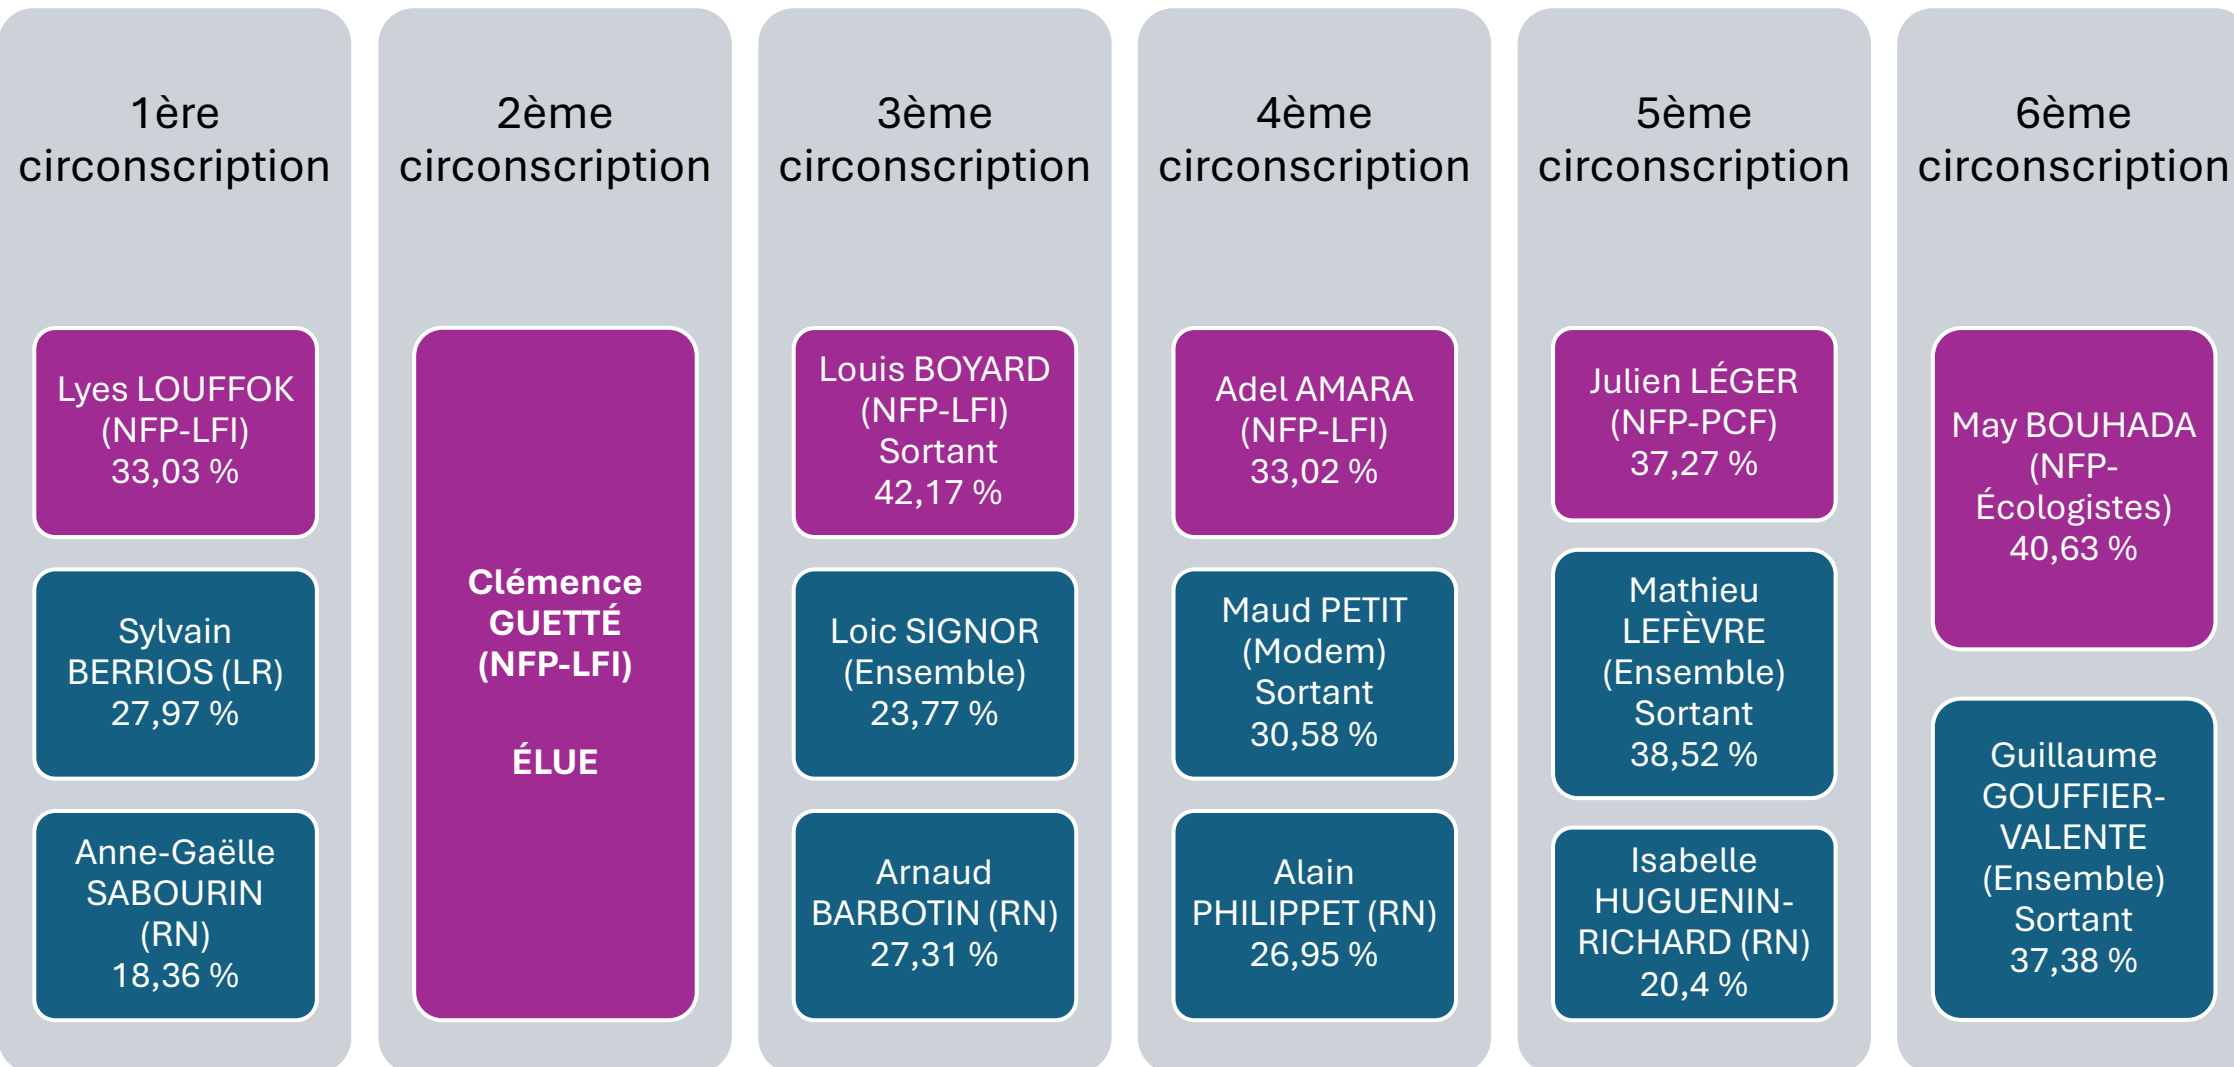 1ère
circonscription
Lyes LOUFFOK
(NFP-LFI)
33,03 %
Sylvain
BERRIOS (LR)
27,97 %
Anne-Gaëlle
SABOURIN
(RN)
18,36 %
2ème
circonscription
Clémence
GUETTÉ
(NFP-LFI)
ÉLUE
3ème
circonscription
Louis BOYARD
(NFP-LFI)
Sortant
42,17 %
Loic SIGNOR
(Ensemble)
23,77 %
Arnaud
BARBOTIN (RN)
27,31 %
4ème
circonscription
Adel AMARA
(NFP-LFI)
33,02 %
Maud PETIT
(Modem)
Sortant
30,58 %
Alain
PHILIPPET (RN)
26,95 %
5ème
circonscription
Julien LÉGER
(NFP-PCF)
37,27 %
Mathieu
LEFÈVRE
(Ensemble)
Sortant
38,52 %
Isabelle
HUGUENIN-
RICHARD (RN)
20,4 %
6ème
circonscription
May BOUHADA
(NFP-
Écologistes)
40,63 %
Guillaume
GOUFFIER-
VALENTE
(Ensemble)
Sortant
37,38 %